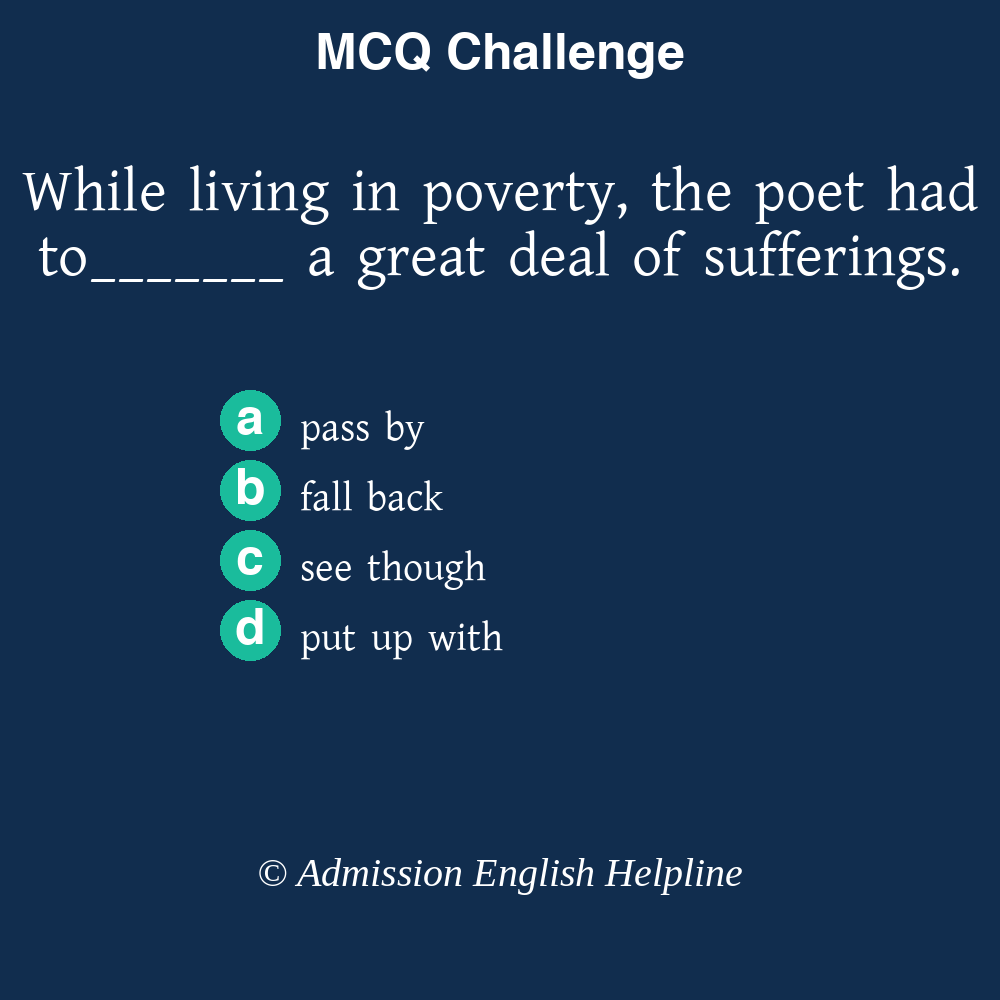 MCQ Challenge
While living in poverty, the poet had
to_______ a great deal of sufferings.
a pass by
b fall back
c see though
d put up with
© Admission English Helpline